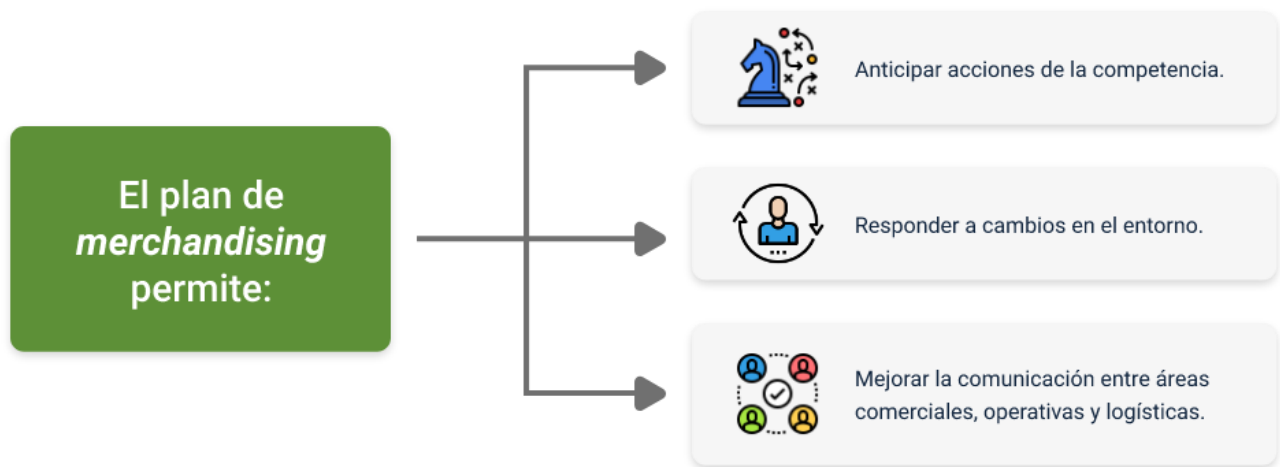 El plan de
merchandising
permite:
Anticipar acciones de la competencia.
Responder a cambios en el entorno.
Mejorar la comunicación entre áreas
comerciales, operativas y logísticas.